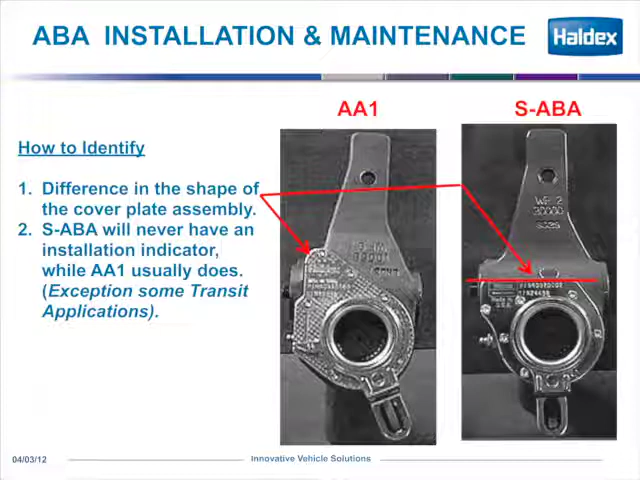 ABA INSTALLATION & MAINTENANCE
Haldex
AA1
S-ABA
How to Identify
1. Difference in the shape of
the cover plate assembly.
2. S-ABA will never have an
installation indicator,
while AA1 usually does.
(Exception some Transit
Applications).
04/03/12
Innovative Vehicle Solutions